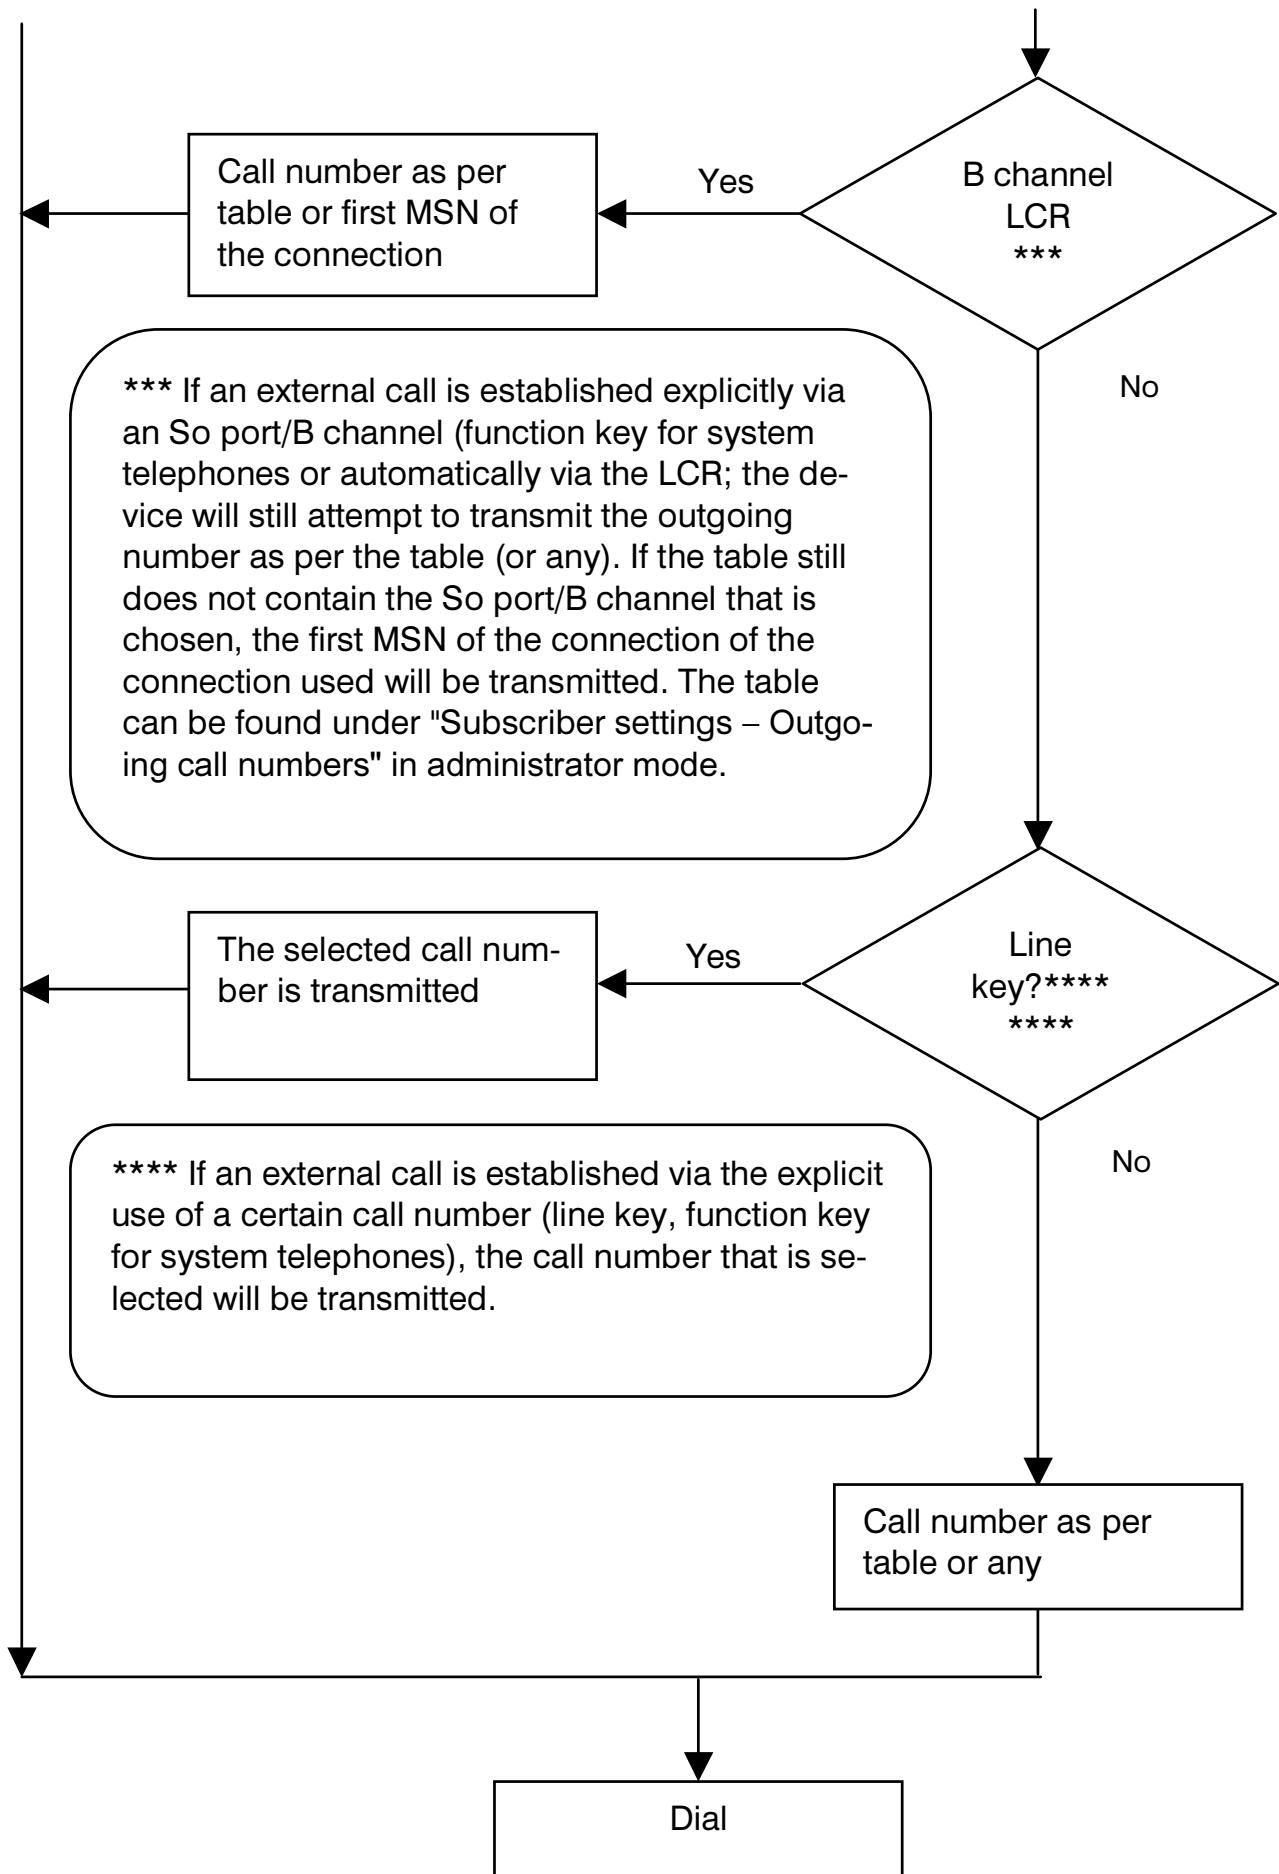 Call number as per
table or first MSN of
the connection
Yes
B channel
LCR
***
No
*** If an external call is established explicitly via
an So port/B channel (function key for system
telephones or automatically via the LCR; the de-
vice will still attempt to transmit the outgoing
number as per the table (or any). If the table still
does not contain the So port/B channel that is
chosen, the first MSN of the connection of the
connection used will be transmitted. The table
can be found under "Subscriber settings – Outgo-
ing call numbers" in administrator mode.
The selected call num-
ber is transmitted
Yes
Line
key?****
****
No
**** If an external call is established via the explicit
use of a certain call number (line key, function key
for system telephones), the call number that is se-
lected will be transmitted.
Call number as per
table or any
Dial